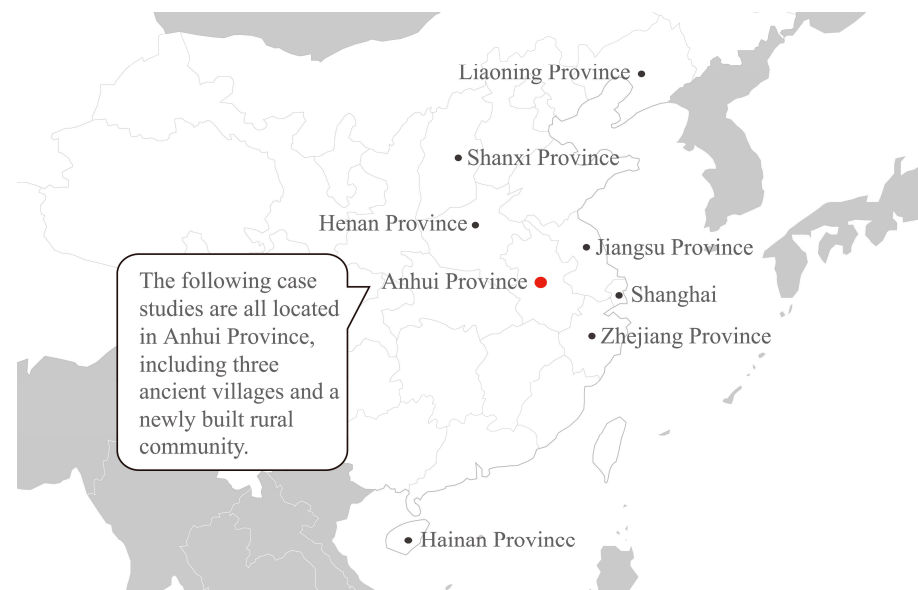 Liaoning Province
Shanxi Province
Henan Province
Jiangsu Province
Anhui Province
Shanghai
Zhejiang Province
The following case
studies are all located
in Anhui Province,
including three
ancient villages and a
newly built rural
community.
Hainan Province